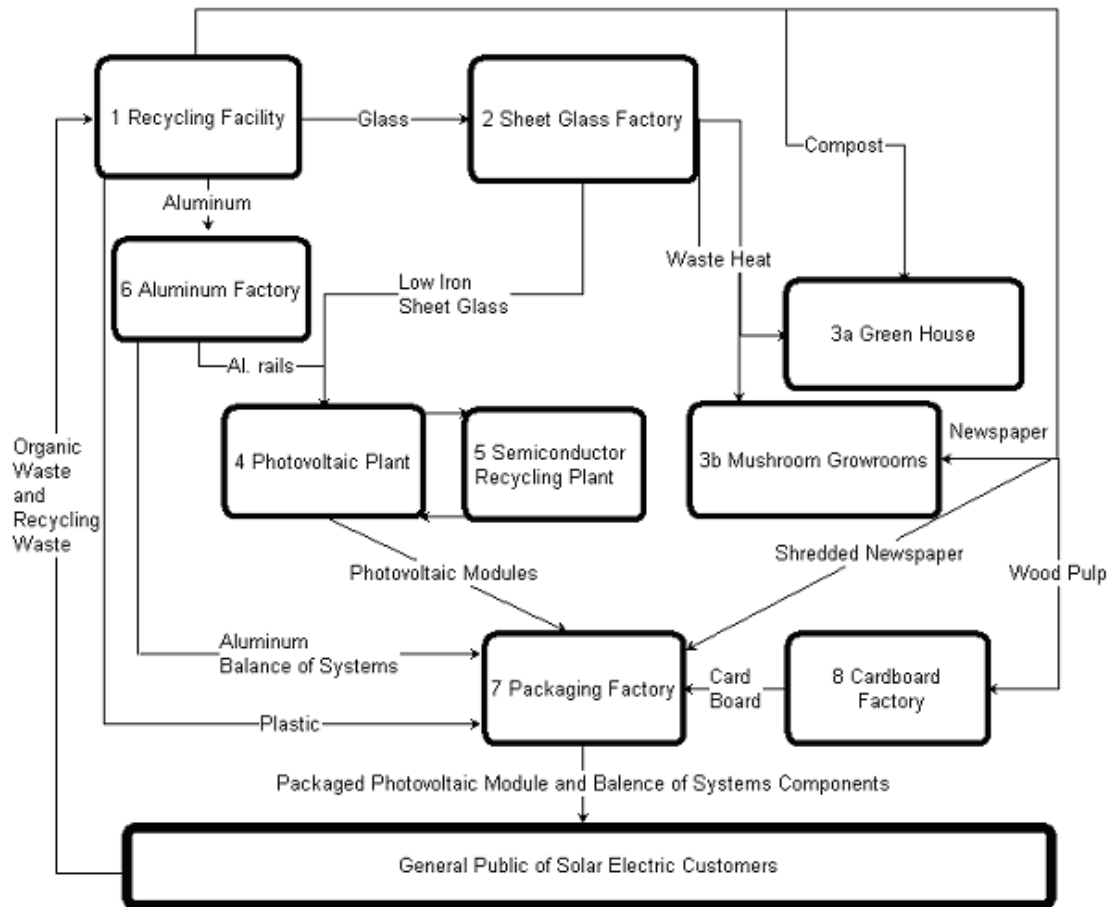 1 Recycling Facility
Glass
2 Sheet Glass Factory
Compost
Aluminum
Waste Heat
6 Aluminum Factory
Low Iron
Sheet Glass
3a Green House
Al. rails
Organic
Waste
and
Recycling
Waste
4 Photovoltaic Plant
5 Semiconductor
Recycling Plant
3b Mushroom Growrooms
Newspaper
Photovoltaic Modules
Shredded Newspaper
Wood Pulp
Aluminum
Balance of Systems
7 Packaging Factory
Card
Board
8 Cardboard
Factory
Plastic
Packaged Photovoltaic Module and Balence of Systems Components
General Public of Solar Electric Customers